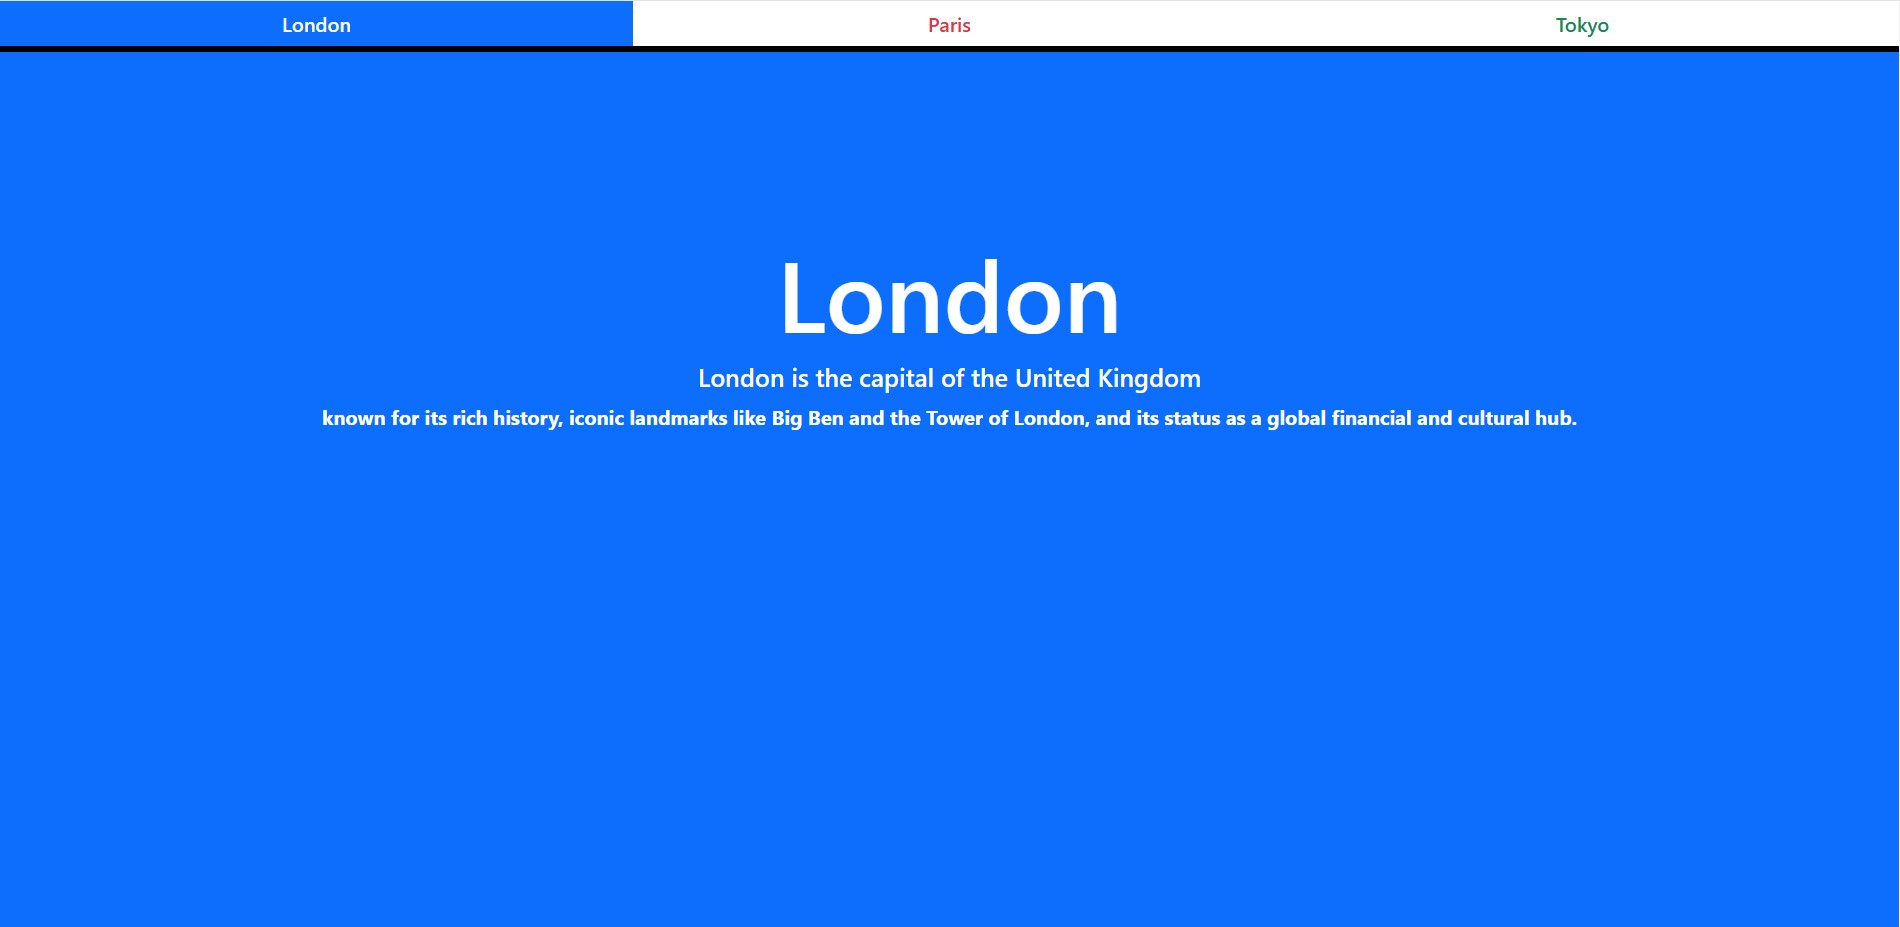 London Paris Tokyo
London
London is the capital of the United Kingdom
known for its rich history, iconic landmarks like Big Ben and the Tower of London, and its status as a global financial and cultural hub.